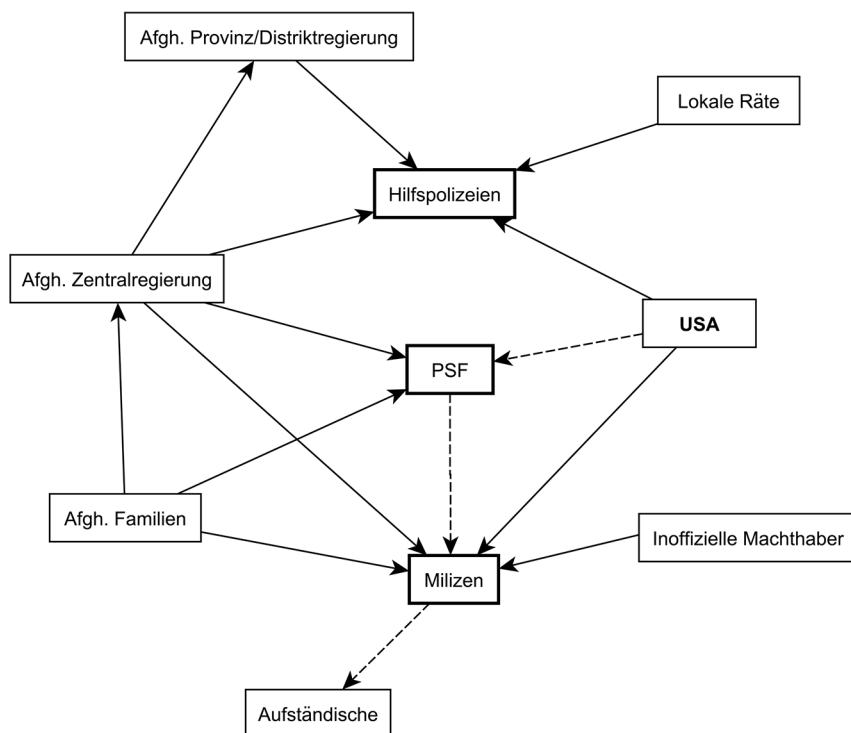 Afgh. Provinz/Distriktregierung
Lokale Räte
Hilfspolizeien
Afgh. Zentralregierung
USA
PSF
Afgh. Familien
Inoffizielle Machthaber
Milizen
Aufständische